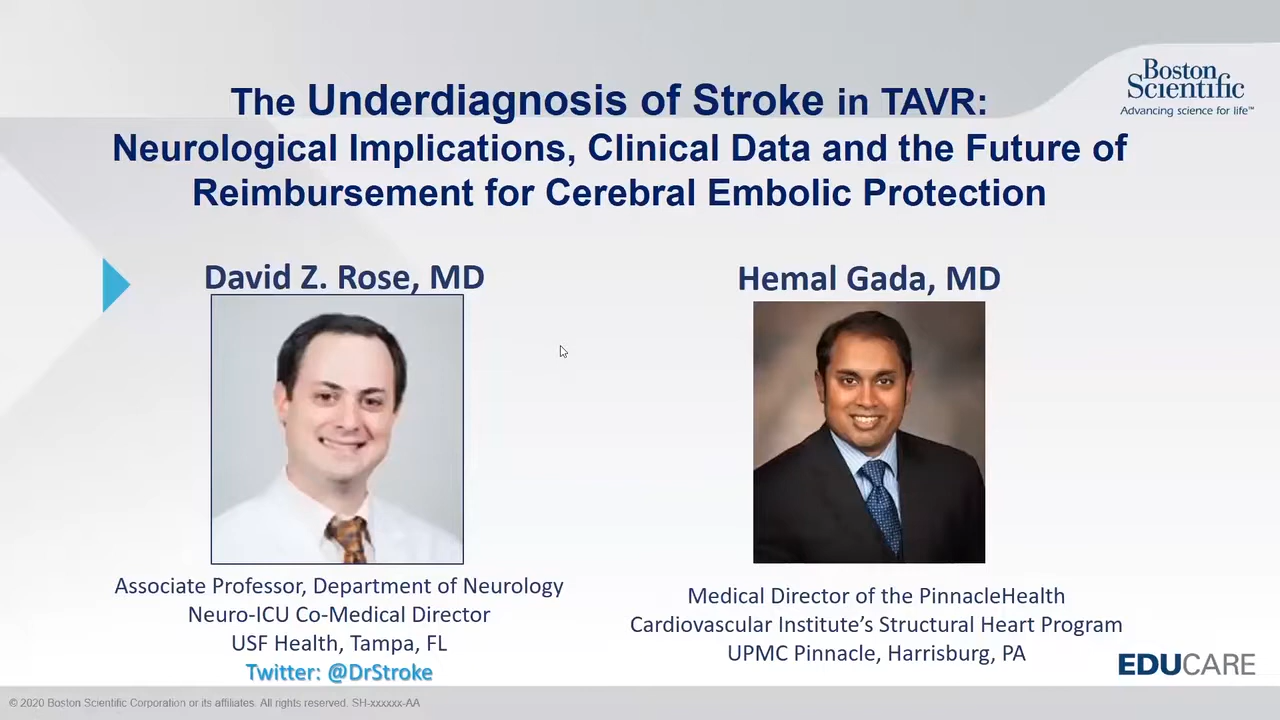 Boston
Scientific
Advancing science for life™
The Underdiagnosis of Stroke in TAVR:
Neurological Implications, Clinical Data and the Future of
Reimbursement for Cerebral Embolic Protection
David Z. Rose, MD
Associate Professor, Department of Neurology
Neuro-ICU Co-Medical Director
USF Health, Tampa, FL
Twitter: @DrStroke
Hemal Gada, MD
Medical Director of the PinnacleHealth
Cardiovascular Institute’s Structural Heart Program
UPMC Pinnacle, Harrisburg, PA
EDUCARE
© 2020 Boston Scientific Corporation or its affiliates. All rights reserved. SH-xxxxxx-AA